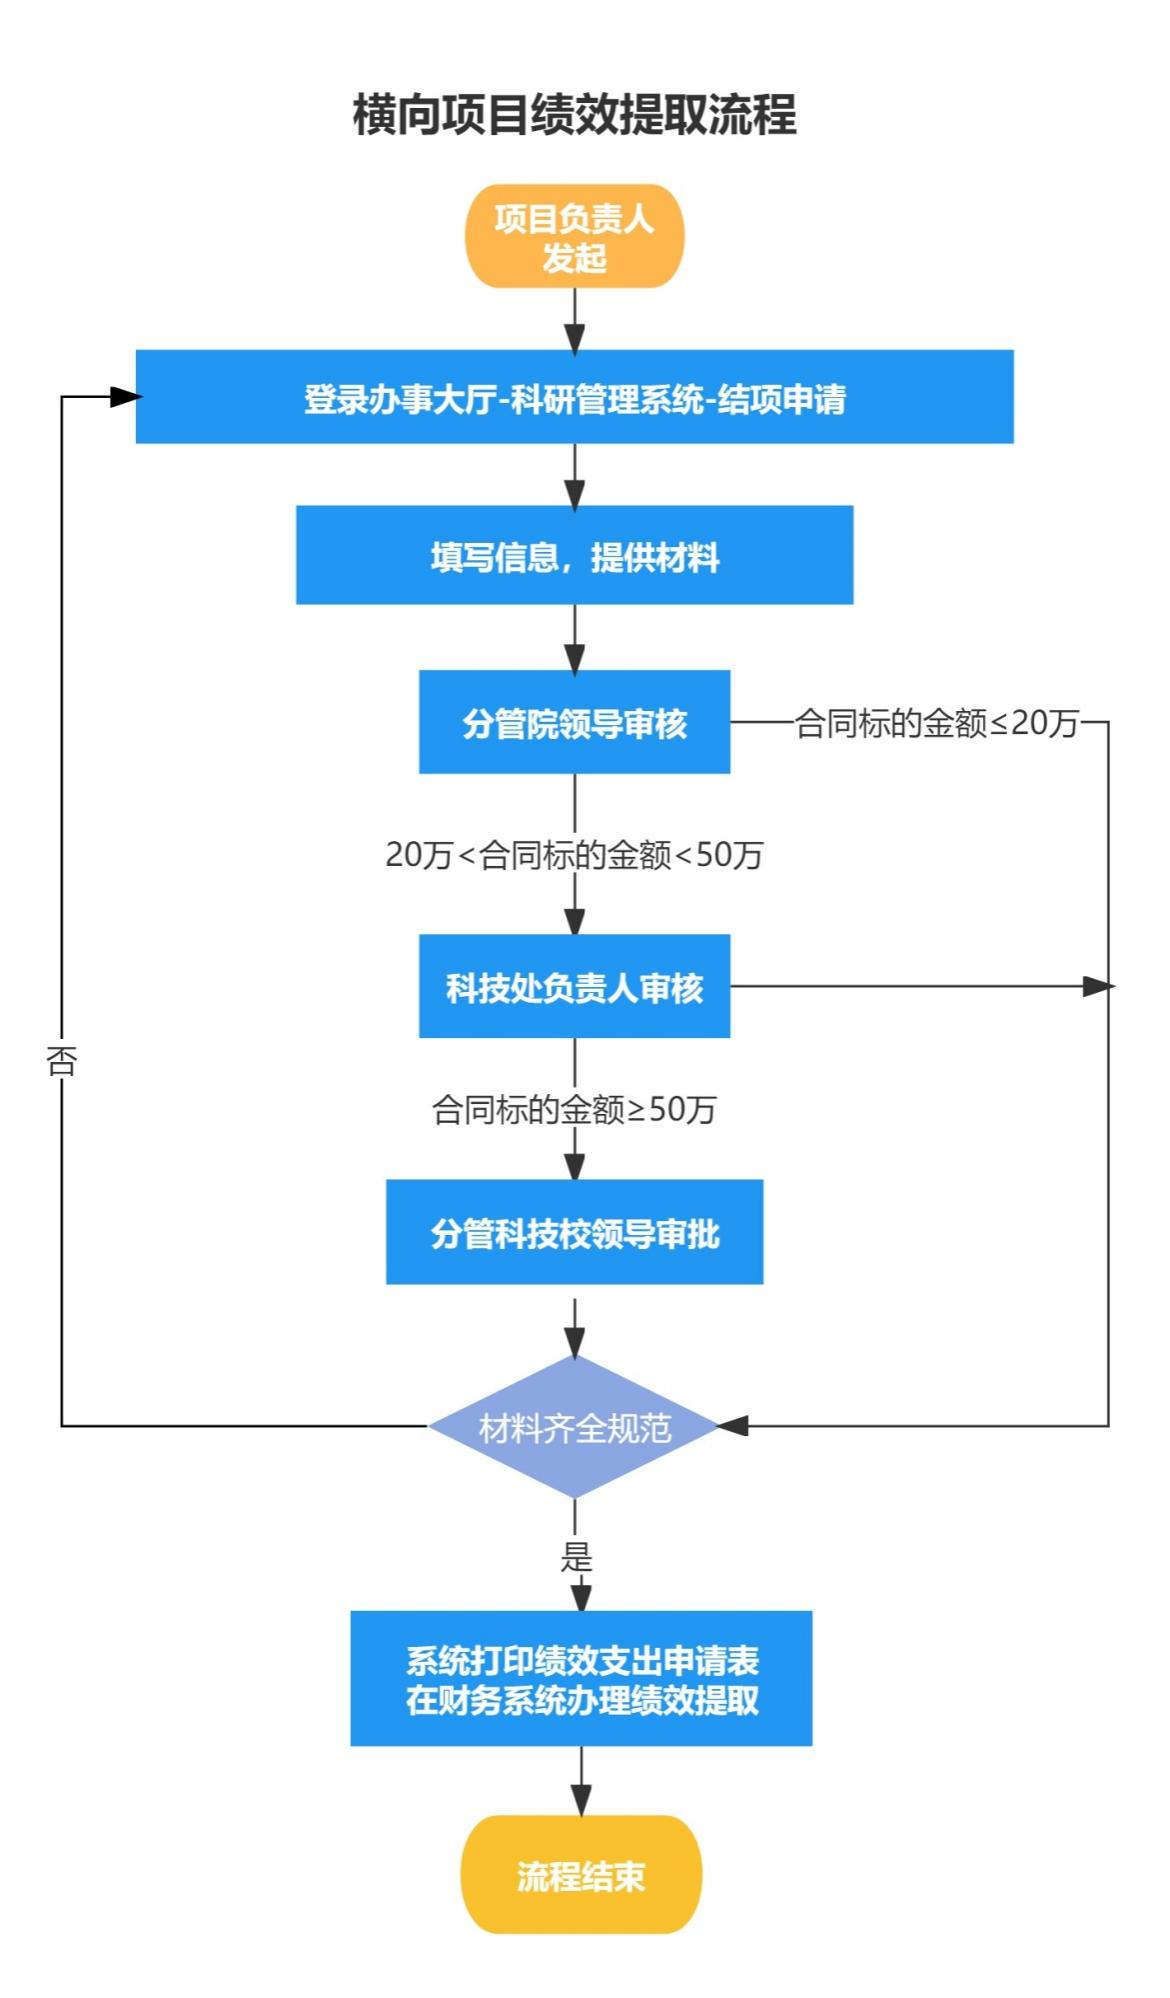 横向项目绩效提取流程
项目负责人
发起
登录办事大厅-科研管理系统-结项申请
填写信息，提供材料
分管院领导审核
合同标的金额≤20万
20万<合同标的金额<50万
科技处负责人审核
否
合同标的金额≥50万
分管科技校领导审批
材料齐全规范
是
系统打印绩效支出申请表
在财务系统办理绩效提取
流程结束